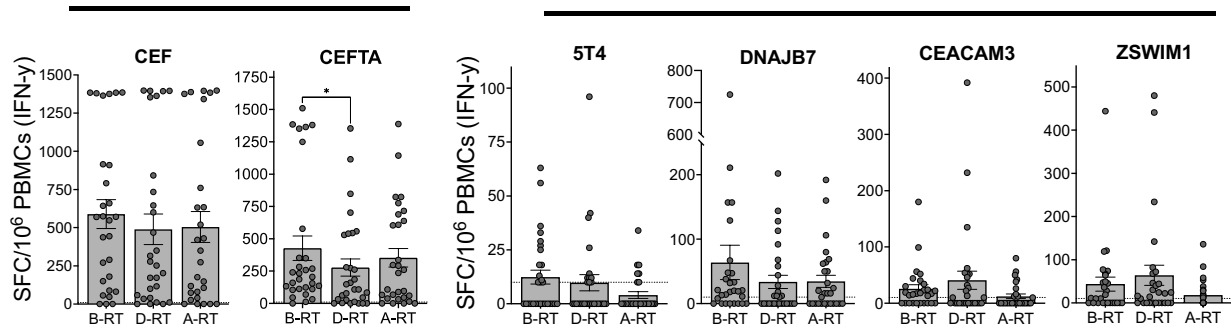 CEF
CEFTA
5T4
DNAJB7
CEACAM3
ZSWIM1
SFC/10⁶ PBMCs (IFN-y)
1500
1250
1000
750
500
250
0
B-RT D-RT A-RT
1750
1500
1250
1000
750
500
250
0
*
B-RT D-RT A-RT
SFC/10⁶ PBMCs (IFN-y)
100
75
50
25
0
B-RT D-RT A-RT
800
700
600
200
100
0
B-RT D-RT A-RT
400
300
200
100
0
B-RT D-RT A-RT
500
400
300
200
100
0
B-RT D-RT A-RT